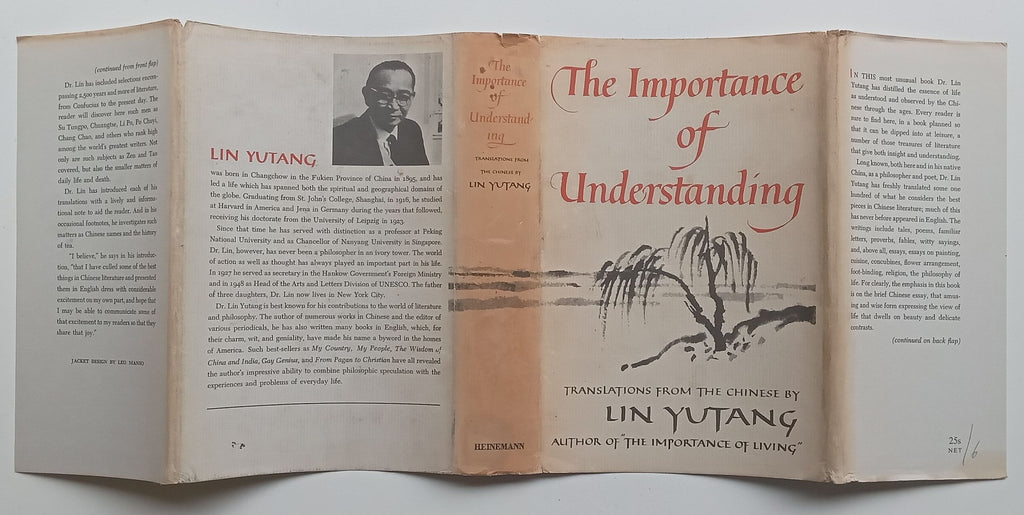 (continued from front flap)
Dr. Lin has included selections encom-
passing 2,500 years and more of literature,
from Confucius to the present day. The
reader will discover here such men as
Su Tungpo, Chuangtse, Li Po, Po Chuyi,
Chang Chao, and others who rank high
among the world's greatest writers. Not
only are such subjects as Zen and Tao
covered, but also the smaller matters of
daily life and death.
Dr. Lin has introduced each of his
translations with a lively and informa-
tional note to aid the reader. And in his
occasional footnotes, he investigates such
matters as Chinese names and the history
of tea.
"I believe," he says in his introduc-
tion, "that I have culled some of the best
things in Chinese literature and presented
them in English dress with considerable
excitement on my own part, and hope that
I may be able to communicate some of
that excitement to my readers so that they
share that joy."
JACKET DESIGN BY LEO MANSO
LIN YUTANG
was born in Changchow in the Fukien Province of China in 1895, and has
led a life which has spanned both the spiritual and geographical domains of
the globe. Graduating from St. John's College, Shanghai, in 1916, he studied
at Harvard in America and Jena in Germany during the years that followed,
receiving his doctorate from the University of Leipzig in 1923.
Since that time he has served with distinction as a professor at Peking
National University and as Chancellor of Nanyang University in Singapore.
Dr. Lin, however, has never been a philosopher in an ivory tower. The world
of action as well as thought has always played an important part in his life.
In 1927 he served as secretary in the Hankow Government's Foreign Ministry
and in 1948 as Head of the Arts and Letters Division of UNESCO. The father
of three daughters, Dr. Lin now lives in New York City.
Dr. Lin Yutang is best known for his contributions to the world of literature
and philosophy. The author of numerous works in Chinese and the editor of
various periodicals, he has also written many books in English, which, for
their charm, wit, and geniality, have made his name a byword in the homes
of America. Such best-sellers as My Country, My People, The Wisdom of
China and India, Gay Genius, and From Pagan to Christian have all revealed
the author's impressive ability to combine philosophic speculation with the
experiences and problems of everyday life.
The
Importance
of
Understand-
ing
TRANSLATIONS FROM
THE CHINESE BY
LIN YUTANG
HEINEMANN
The Importance
of
Understanding
TRANSLATIONS FROM THE CHINESE BY
LIN YUTANG
AUTHOR OF "THE IMPORTANCE OF LIVING"
IN THIS most unusual book Dr. Lin
Yutang has distilled the essence of life
as understood and observed by the Chi-
nese through the ages. Every reader is
sure to find here, in a book planned so
that it can be dipped into at leisure, a
number of those treasures of literature
that give both insight and understanding.
Long known, both here and in his native
China, as a philosopher and poet, Dr. Lin
Yutang has freshly translated some one
hundred of what he considers the best
pieces in Chinese literature; much of this
has never before appeared in English. The
writings include tales, poems, familiar
letters, proverbs, fables, witty sayings,
and, above all, essays, essays on painting,
cuisine, concubines, flower arrangement,
foot-binding, religion, the philosophy of
life. For clearly, the emphasis in this book
is on the brief Chinese essay, that amus-
ing and wise form expressing the view of
life that dwells on beauty and delicate
contrasts.
(continued on back flap)
25s
NET /6